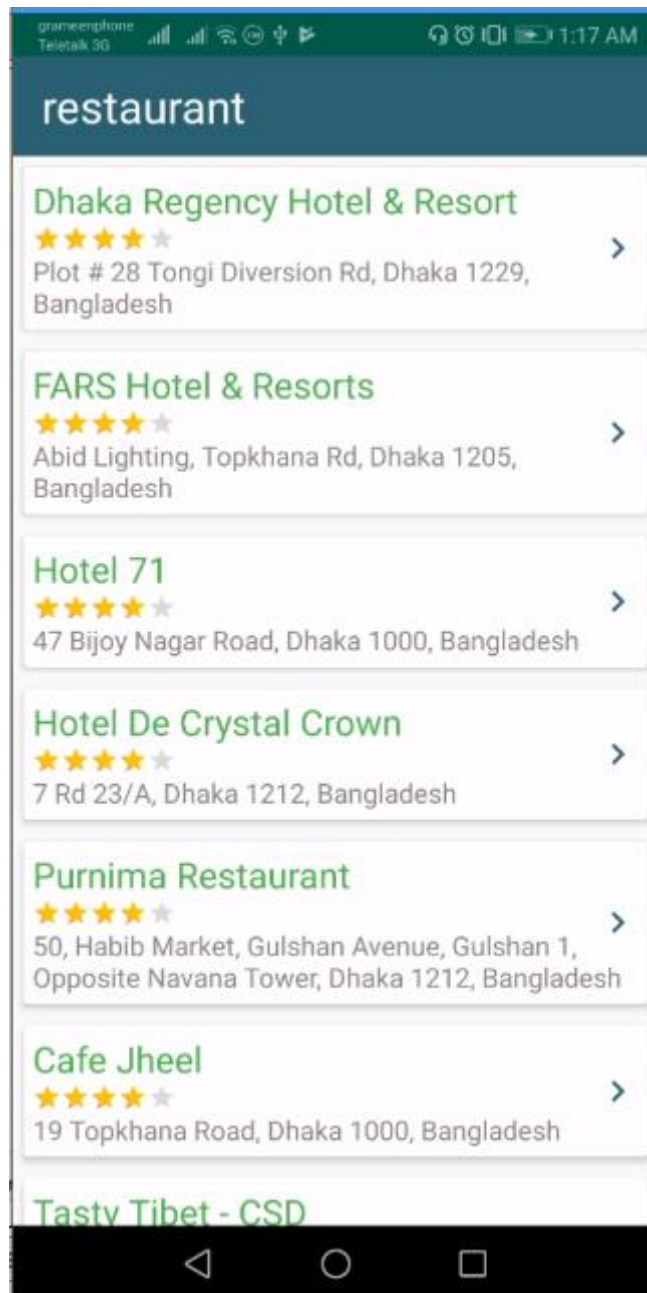 grameenphone
Teletalk 3G
1:17 AM
restaurant
Dhaka Regency Hotel & Resort
Plot # 28 Tongi Diversion Rd, Dhaka 1229,
Bangladesh
FARS Hotel & Resorts
Abid Lighting, Topkhana Rd, Dhaka 1205,
Bangladesh
Hotel 71
47 Bijoy Nagar Road, Dhaka 1000, Bangladesh
Hotel De Crystal Crown
7 Rd 23/A, Dhaka 1212, Bangladesh
Purnima Restaurant
50, Habib Market, Gulshan Avenue, Gulshan 1,
Opposite Navana Tower, Dhaka 1212, Bangladesh
Cafe Jheel
19 Topkhana Road, Dhaka 1000, Bangladesh
Tasty Tibet - CSD